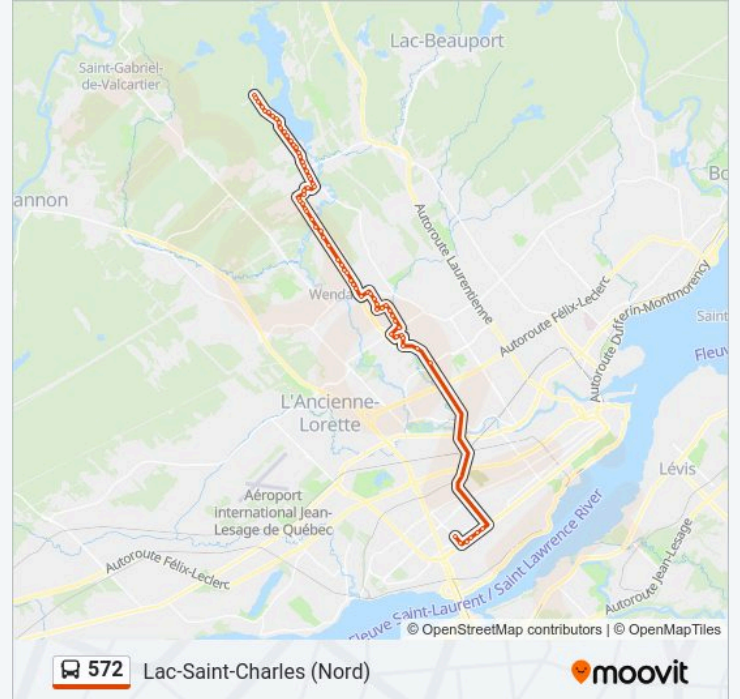 Lac-Beauport
Saint-Gabriel-
de-Valcartier
Bo
annon
Autoroute Laurentienne
Wenda
Autoroute Félix-Leclerc
Autoroute Dufferin-Montmorency
Saint
Fleuv
L'Ancienne-
Lorette
Lévis
Aéroport
international Jean-
Lesage de Québec
Autoroute Félix-Leclerc
Fleuve Saint-Laurent / Saint Lawrence River
Autoroute Jean-Lesage
© OpenStreetMap contributors | © OpenMapTiles
572 Lac-Saint-Charles (Nord)
moovit